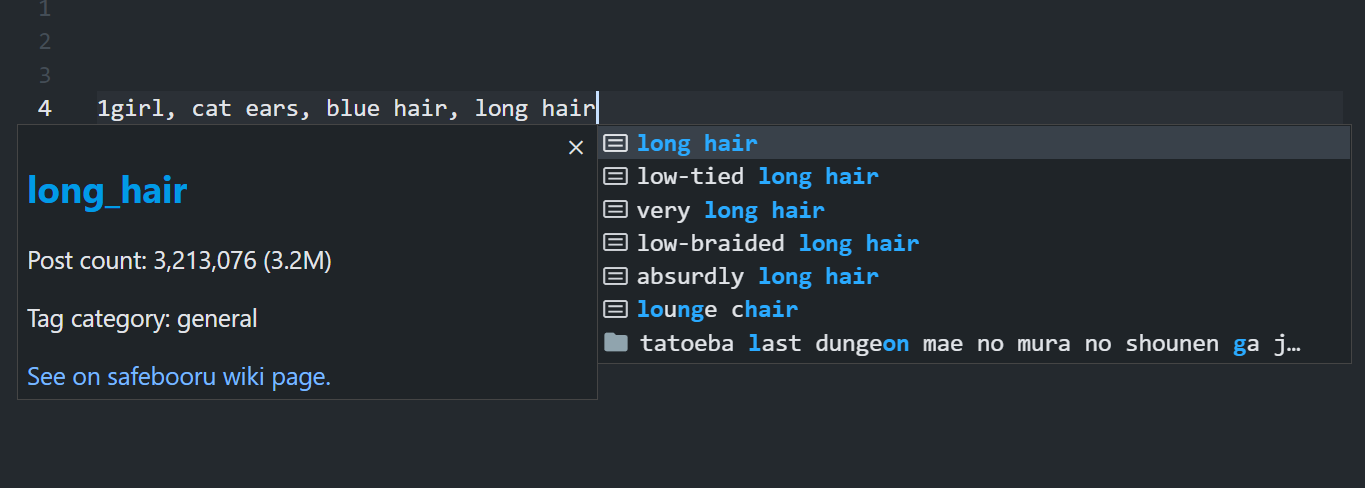 1
2
3
4 1girl, cat ears, blue hair, long hair
long_hair
Post count: 3,213,076 (3.2M)
Tag category: general
See on safebooru wiki page.
long hair
low-tied long hair
very long hair
low-braided long hair
absurdly long hair
lounge chair
tatoeba last dungeon mae no mura no shounen ga j…